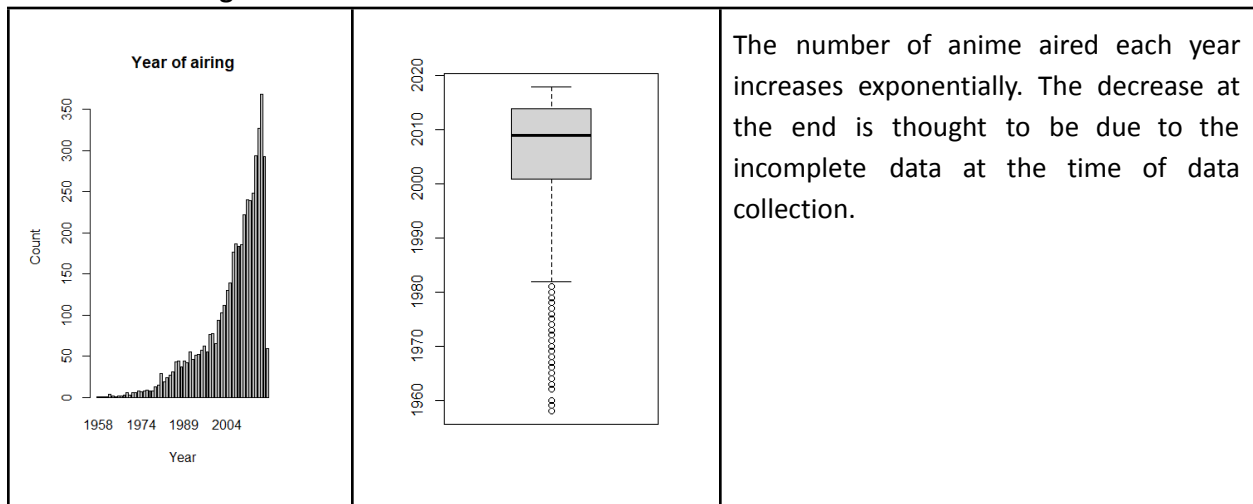 Year of airing
350
300
250
200
150
100
50
0
Count
1958 1974 1989 2004
Year
2020
2010
2000
1990
1980
1970
1960
The number of anime aired each year
increases exponentially. The decrease at
the end is thought to be due to the
incomplete data at the time of data
collection.